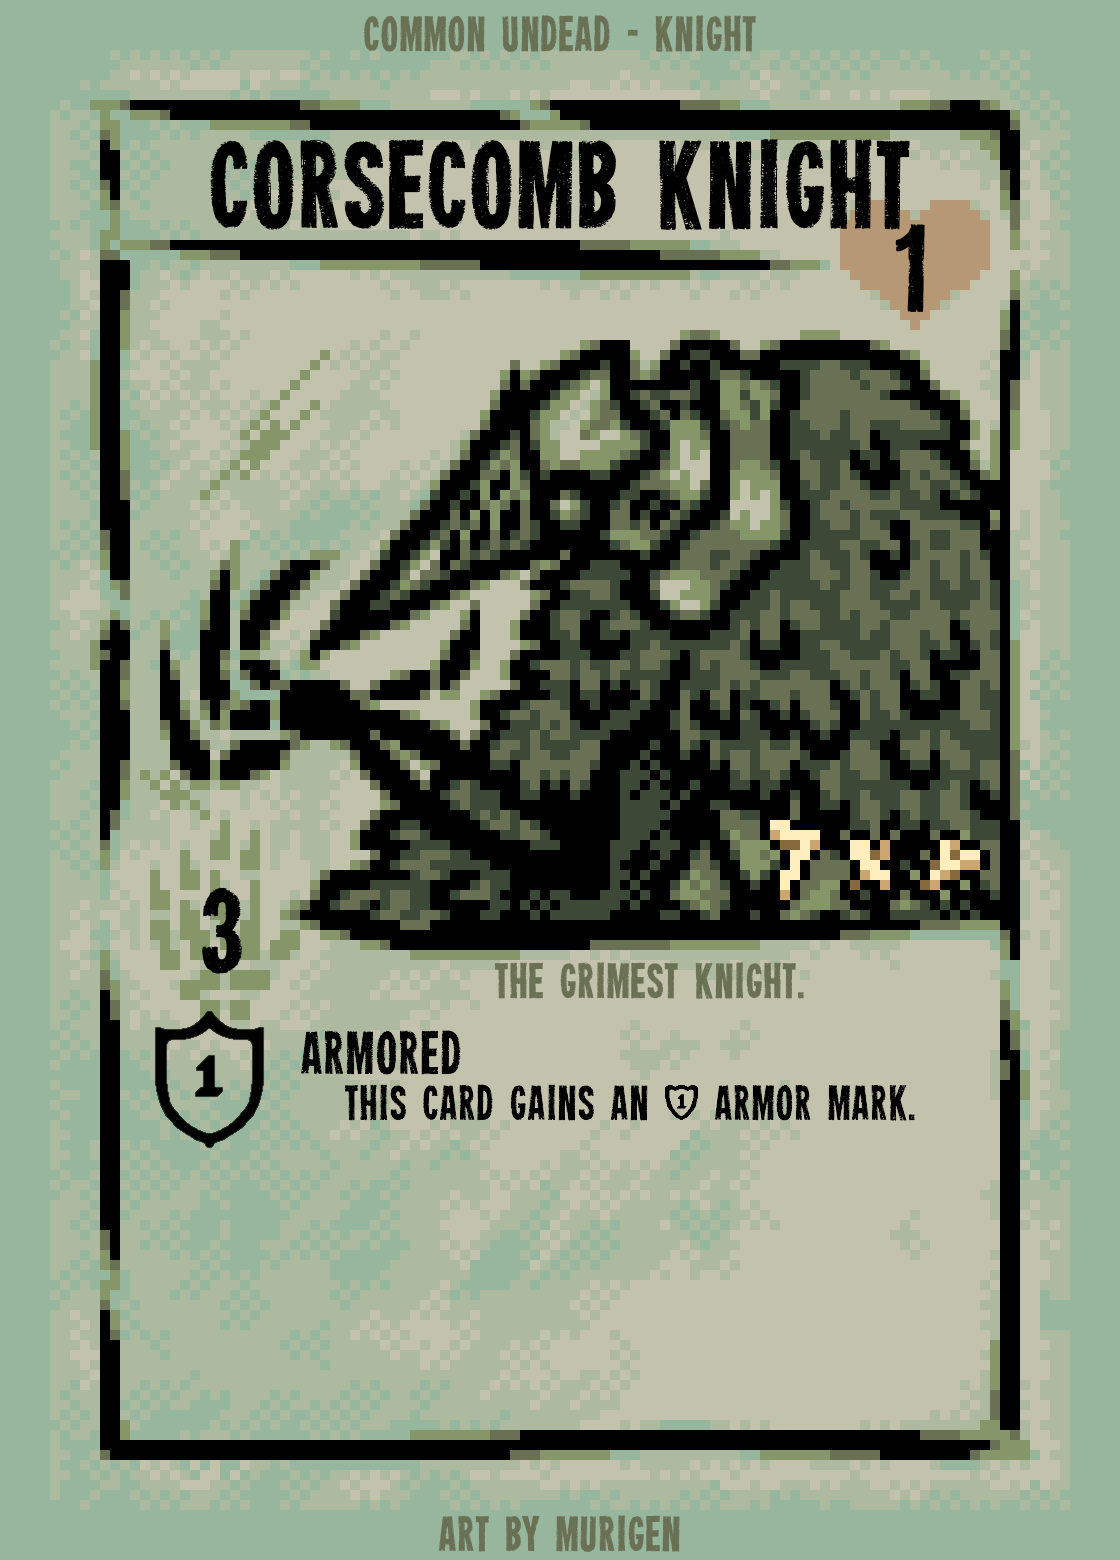 COMMON UNDEAD - KNIGHT
CORSECOMB KNIGHT
1
3
THE GRIMEST KNIGHT.
1
ARMORED
THIS CARD GAINS AN 1 ARMOR MARK.
ART BY MURIGEN